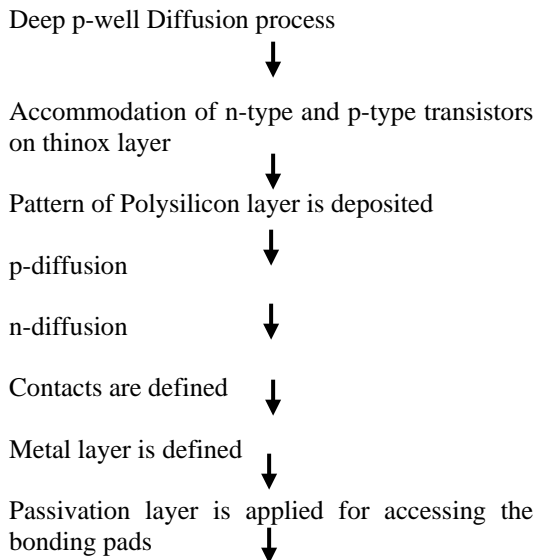 Deep p-well Diffusion process
Accommodation of n-type and p-type transistors
on thinox layer
Pattern of Polysilicon layer is deposited
p-diffusion
n-diffusion
Contacts are defined
Metal layer is defined
Passivation layer is applied for accessing the
bonding pads